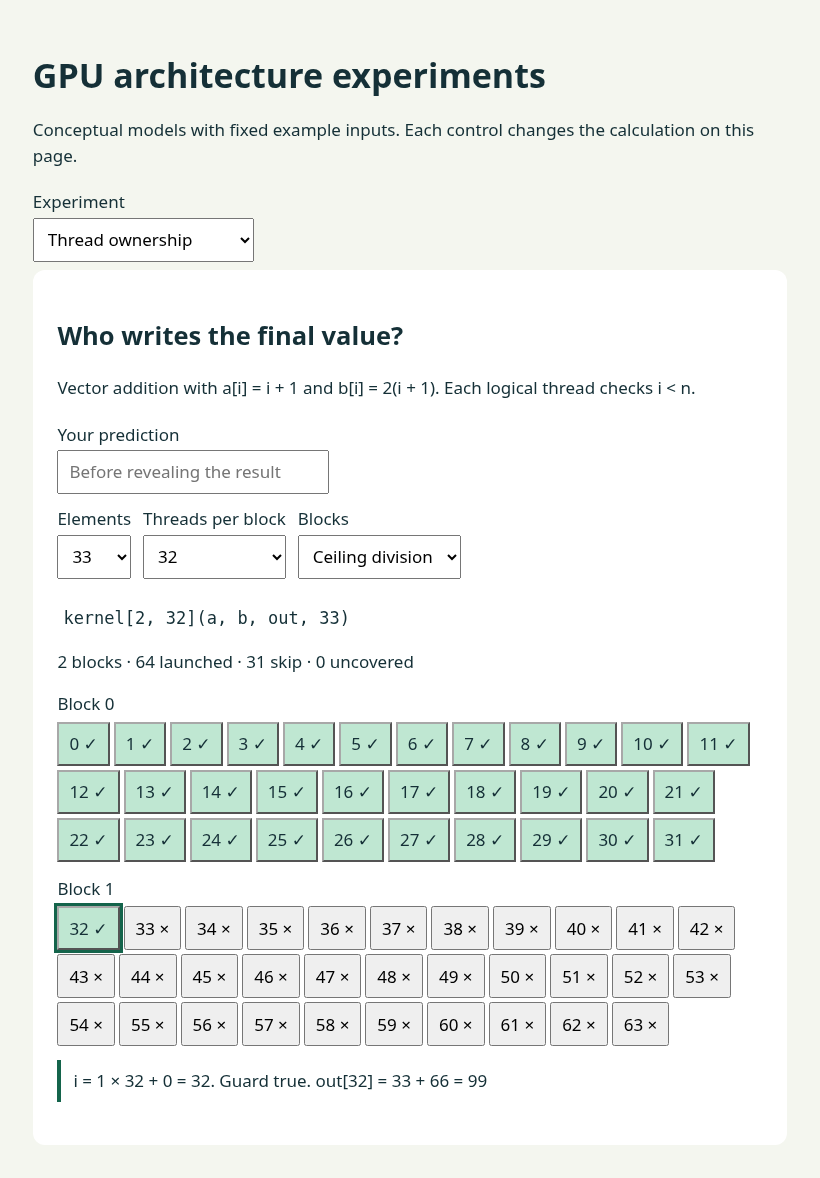 GPU architecture experiments
Conceptual models with fixed example inputs. Each control changes the calculation on this
page.
Experiment
Thread ownership
Who writes the final value?
Vector addition with a[i] = i + 1 and b[i] = 2(i + 1). Each logical thread checks i < n.
Your prediction
Before revealing the result
Elements Threads per block Blocks
33 32 Ceiling division
kernel[2, 32](a, b, out, 33)
2 blocks · 64 launched · 31 skip · 0 uncovered
Block 0
0 ✓ 1 ✓ 2 ✓ 3 ✓ 4 ✓ 5 ✓ 6 ✓ 7 ✓ 8 ✓ 9 ✓ 10 ✓ 11 ✓
12 ✓ 13 ✓ 14 ✓ 15 ✓ 16 ✓ 17 ✓ 18 ✓ 19 ✓ 20 ✓ 21 ✓
22 ✓ 23 ✓ 24 ✓ 25 ✓ 26 ✓ 27 ✓ 28 ✓ 29 ✓ 30 ✓ 31 ✓
Block 1
32 ✓ 33 × 34 × 35 × 36 × 37 × 38 × 39 × 40 × 41 × 42 ×
43 × 44 × 45 × 46 × 47 × 48 × 49 × 50 × 51 × 52 × 53 ×
54 × 55 × 56 × 57 × 58 × 59 × 60 × 61 × 62 × 63 ×
i = 1 × 32 + 0 = 32. Guard true. out[32] = 33 + 66 = 99